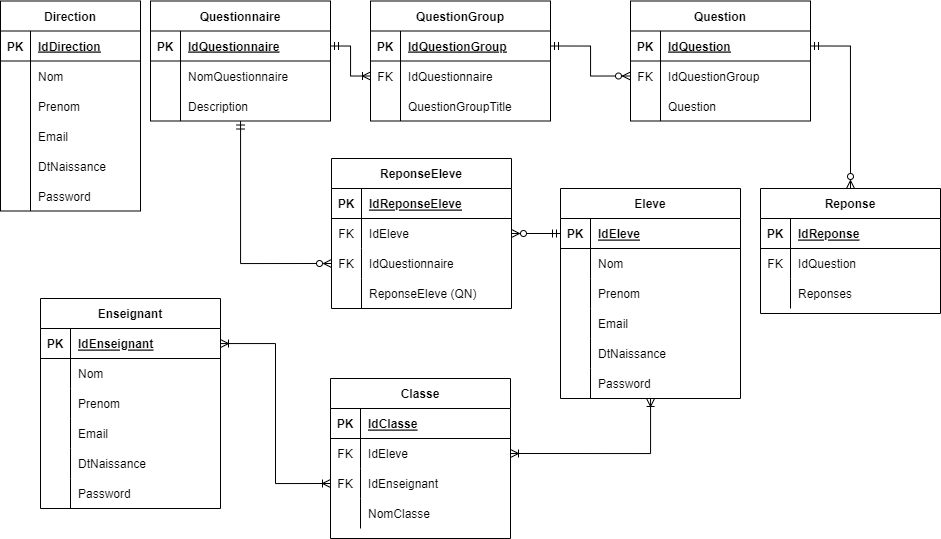 Direction
PK IdDirection
Nom
Prenom
Email
DtNaissance
Password
Questionnaire
PK IdQuestionnaire
NomQuestionnaire
Description
QuestionGroup
PK IdQuestionGroup
FK IdQuestionnaire
QuestionGroupTitle
Question
PK IdQuestion
FK IdQuestionGroup
Question
ReponseEleve
PK IdReponseEleve
FK IdEleve
FK IdQuestionnaire
ReponseEleve (QN)
Eleve
PK IdEleve
Nom
Prenom
Email
DtNaissance
Password
Reponse
PK IdReponse
FK IdQuestion
Reponses
Enseignant
PK IdEnseignant
Nom
Prenom
Email
DtNaissance
Password
Classe
PK IdClasse
FK IdEleve
FK IdEnseignant
NomClasse